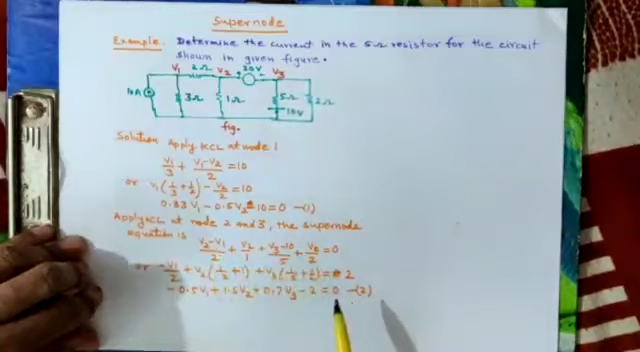 Supernode
Example. Determine the current in the 5Ω resistor for the circuit
shown in given figure.
V1 2Ω V2 20V V3
10A 3Ω 1Ω 5Ω 2Ω
10V
fig.
Solution Apply KCL at node 1
V1/3 + V1-V2/2 = 10
or V1(1/3 + 1/2) - V2/2 = 10
0.83V1 - 0.5V2 - 10 = 0 -(1)
Apply KCL at node 2 and 3, the supernode
equation is
V2-V1/2 + V2/1 + V3-10/5 + V3/2 = 0
or -V1/2 + V2(1/2 + 1) + V3(1/5 + 1/2) = 2
-0.5V1 + 1.5V2 + 0.7V3 - 2 = 0 -(2)